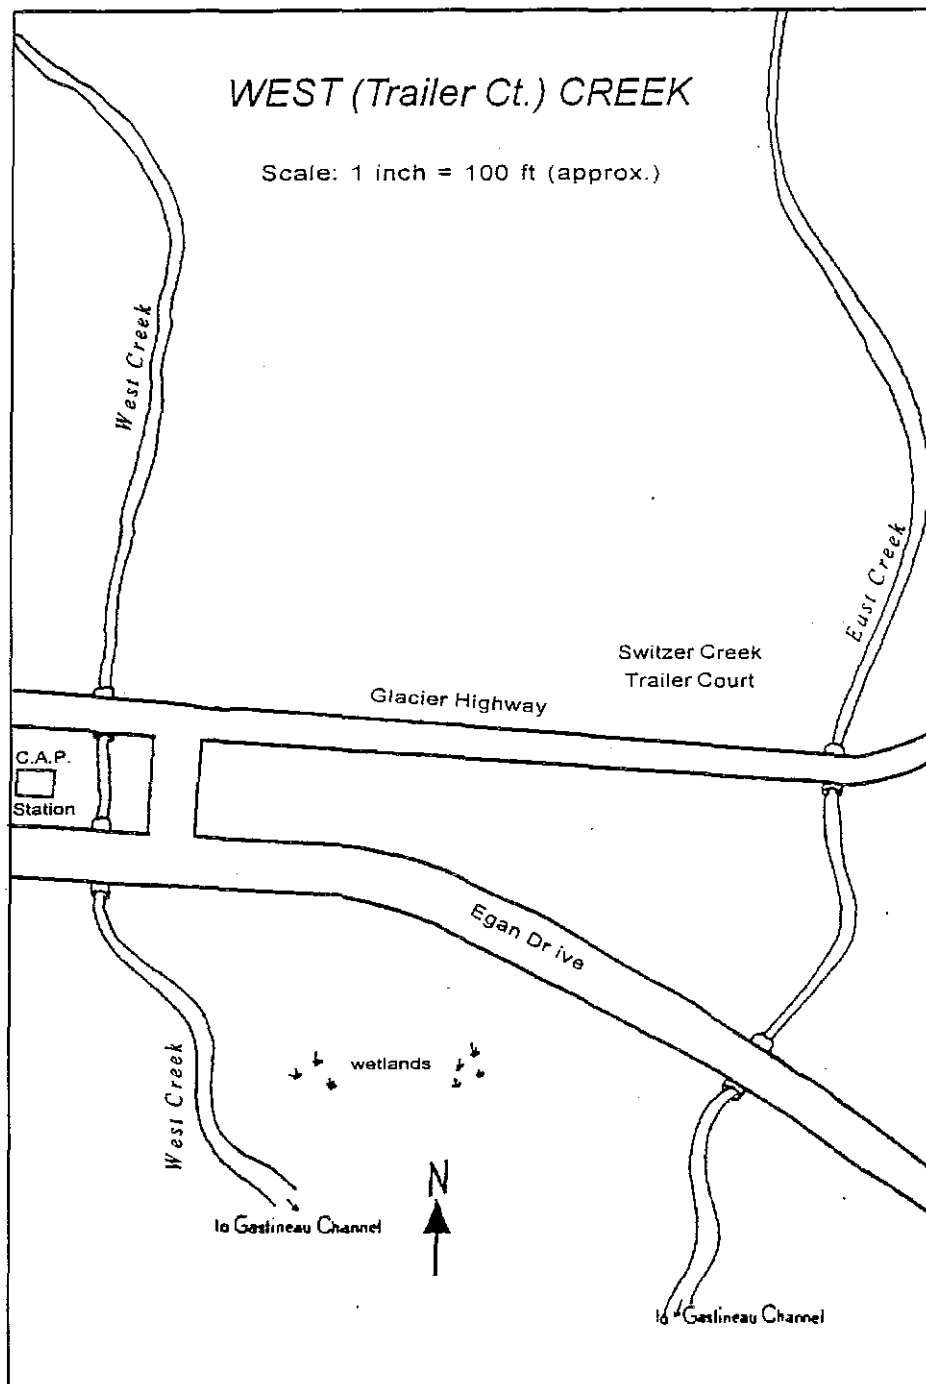 WEST (Trailer Ct.) CREEK
Scale: 1 inch = 100 ft (approx.)
West Creek
East Creek
Switzer Creek
Trailer Court
Glacier Highway
C.A.P.
Station
Egan Drive
wetlands
West Creek
N
to Gastineau Channel
to Gastineau Channel